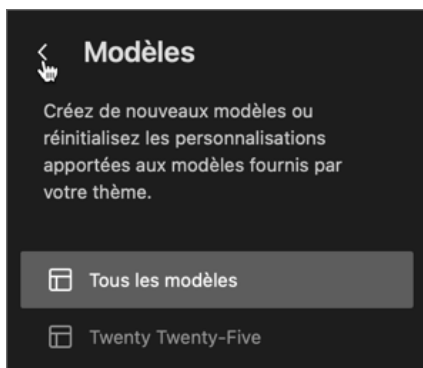 Modèles
Créez de nouveaux modèles ou
réinitialisez les personnalisations
apportées aux modèles fournis par
votre thème.
Tous les modèles
Twenty Twenty-Five